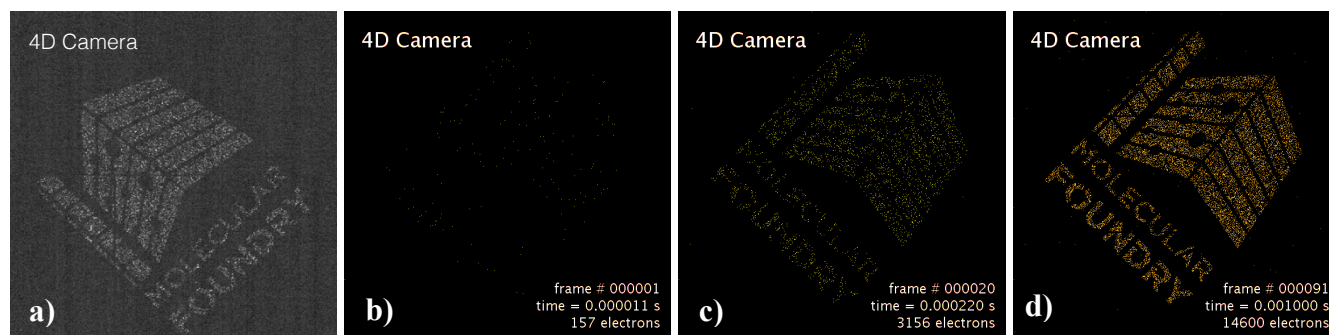 4D Camera
MOLECULAR
FOUNDRY
a)
4D Camera
frame # 000001
time = 0.000011 s
157 electrons
b)
4D Camera
MOLECULAR
FOUNDRY
frame # 000020
time = 0.000220 s
3156 electrons
c)
4D Camera
MOLECULAR
FOUNDRY
frame # 000091
time = 0.001000 s
14600 electrons
d)